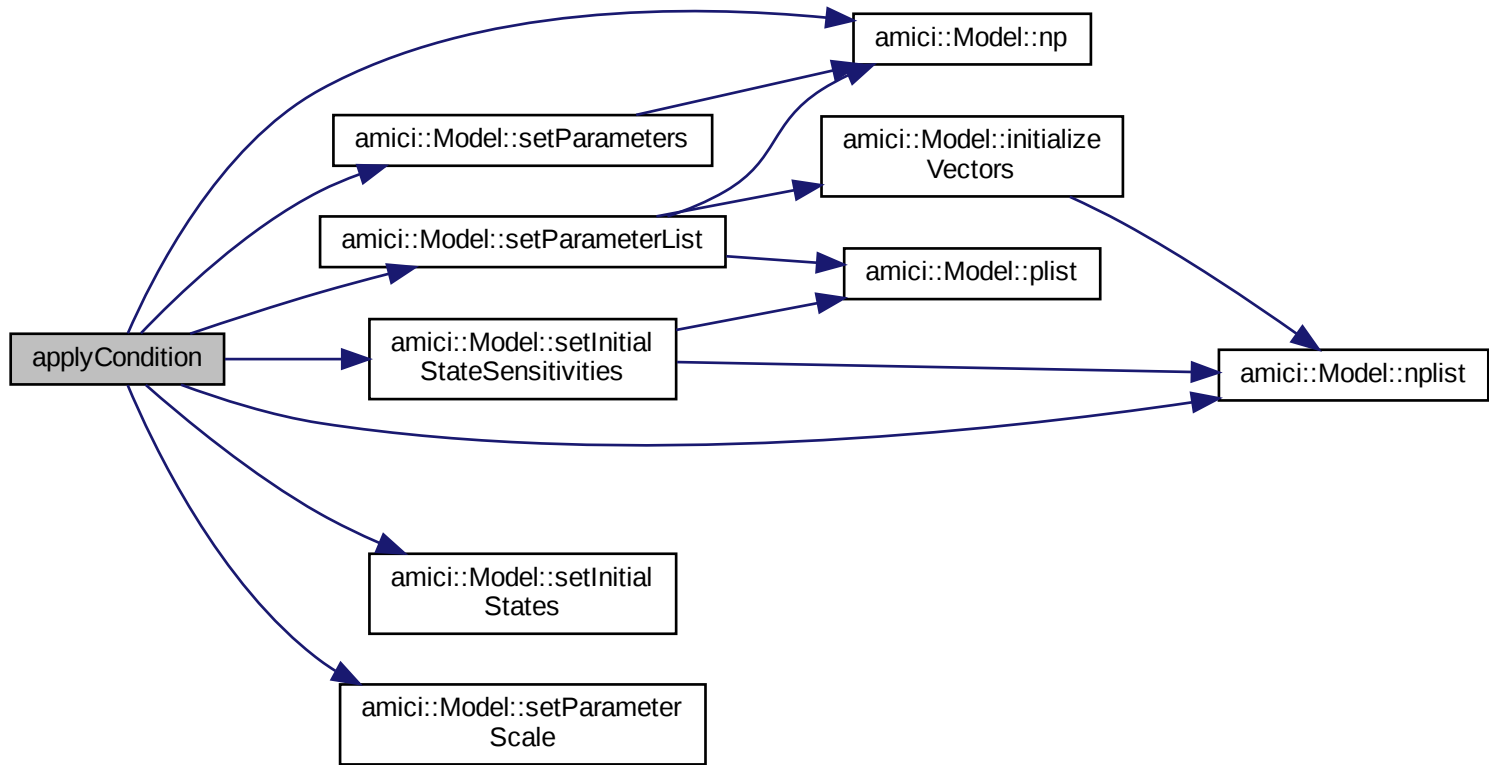 amici::Model::np
amici::Model::setParameters
amici::Model::initialize
Vectors
amici::Model::setParameterList
amici::Model::plist
applyCondition
amici::Model::setInitial
StateSensitivities
amici::Model::nplist
amici::Model::setInitial
States
amici::Model::setParameter
Scale